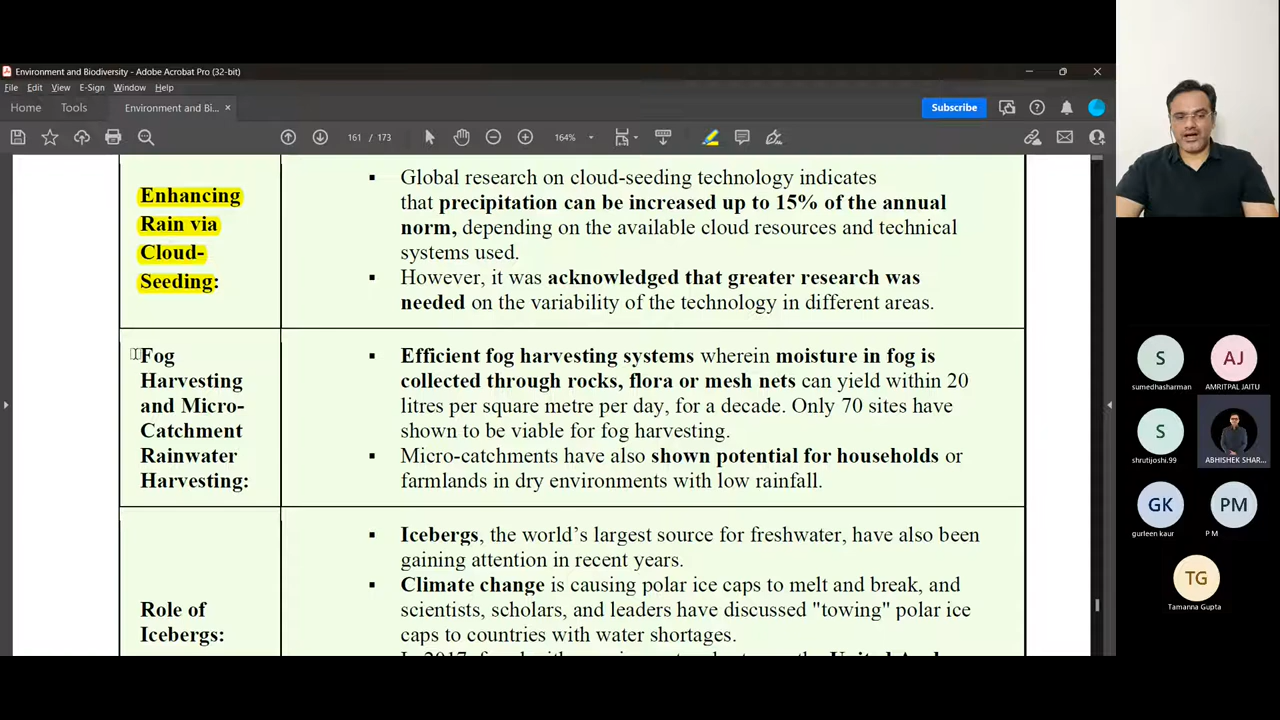 Environment and Biodiversity - Adobe Acrobat Pro (32-bit)
File Edit View E-Sign Window Help
Home Tools Environment and Bi... × Subscribe
161 / 173 164%
Enhancing
Rain via
Cloud-
Seeding:
▪ Global research on cloud-seeding technology indicates
that precipitation can be increased up to 15% of the annual
norm, depending on the available cloud resources and technical
systems used.
▪ However, it was acknowledged that greater research was
needed on the variability of the technology in different areas.
Fog
Harvesting
and Micro-
Catchment
Rainwater
Harvesting:
▪ Efficient fog harvesting systems wherein moisture in fog is
collected through rocks, flora or mesh nets can yield within 20
litres per square metre per day, for a decade. Only 70 sites have
shown to be viable for fog harvesting.
▪ Micro-catchments have also shown potential for households or
farmlands in dry environments with low rainfall.
Role of
Icebergs:
▪ Icebergs, the world’s largest source for freshwater, have also been
gaining attention in recent years.
▪ Climate change is causing polar ice caps to melt and break, and
scientists, scholars, and leaders have discussed "towing" polar ice
caps to countries with water shortages.
S
sumedhasharman
AJ
AMRITPAL JAITU
S
shrutijoshi.99
ABHISHEK SHAR...
GK
gurleen kaur
PM
P M
TG
Tamanna Gupta